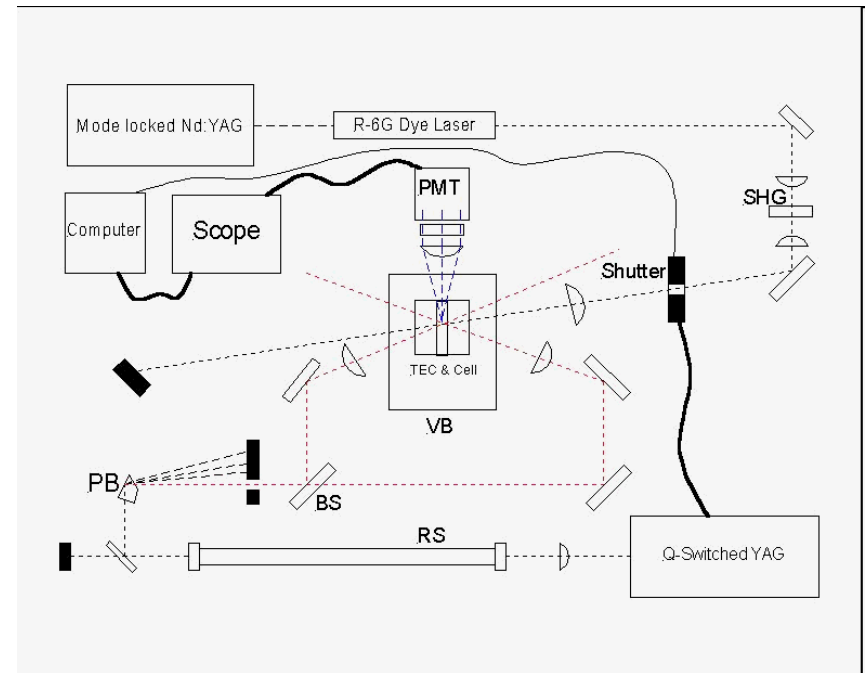 Mode locked Nd:YAG
R-6G Dye Laser
PMT
SHG
Computer
Scope
Shutter
TEC & Cell
VB
PB
BS
RS
Q-Switched YAG